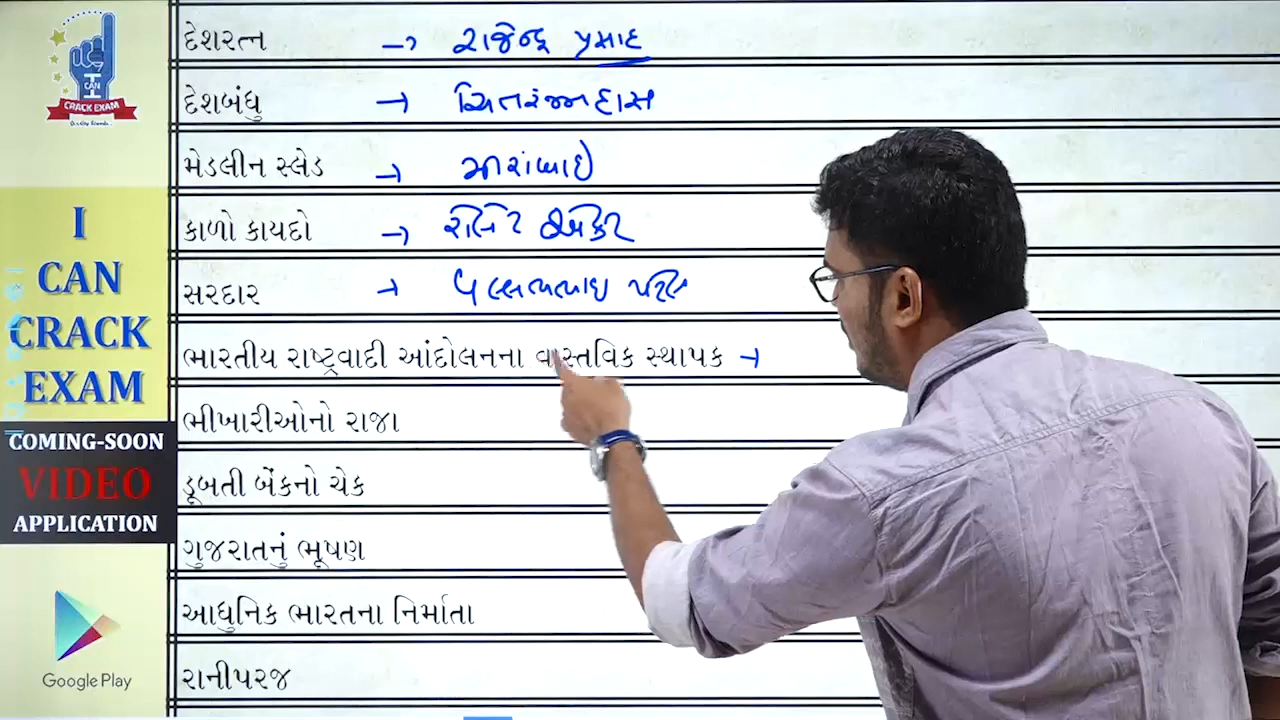 I
CAN
CRACK EXAM
I
CAN
CRACK
EXAM
COMING-SOON
VIDEO
APPLICATION
Google Play
દેશરત્ન → રાજેન્દ્ર પ્રસાદ
દેશબંધુ → ચિતરંજનદાસ
મેડલીન સ્લેડ → મીરાંબાઈ
કાળો કાયદો → રોલેટ એક્ટ
સરદાર → વલ્લભભાઈ પટેલ
ભારતીય રાષ્ટ્રવાદી આંદોલનના વાસ્તવિક સ્થાપક →
ભીખારીઓનો રાજા
ડૂબતી બેંકનો ચેક
ગુજરાતનું ભૂષણ
આધુનિક ભારતના નિર્માતા
રાનીપરજ